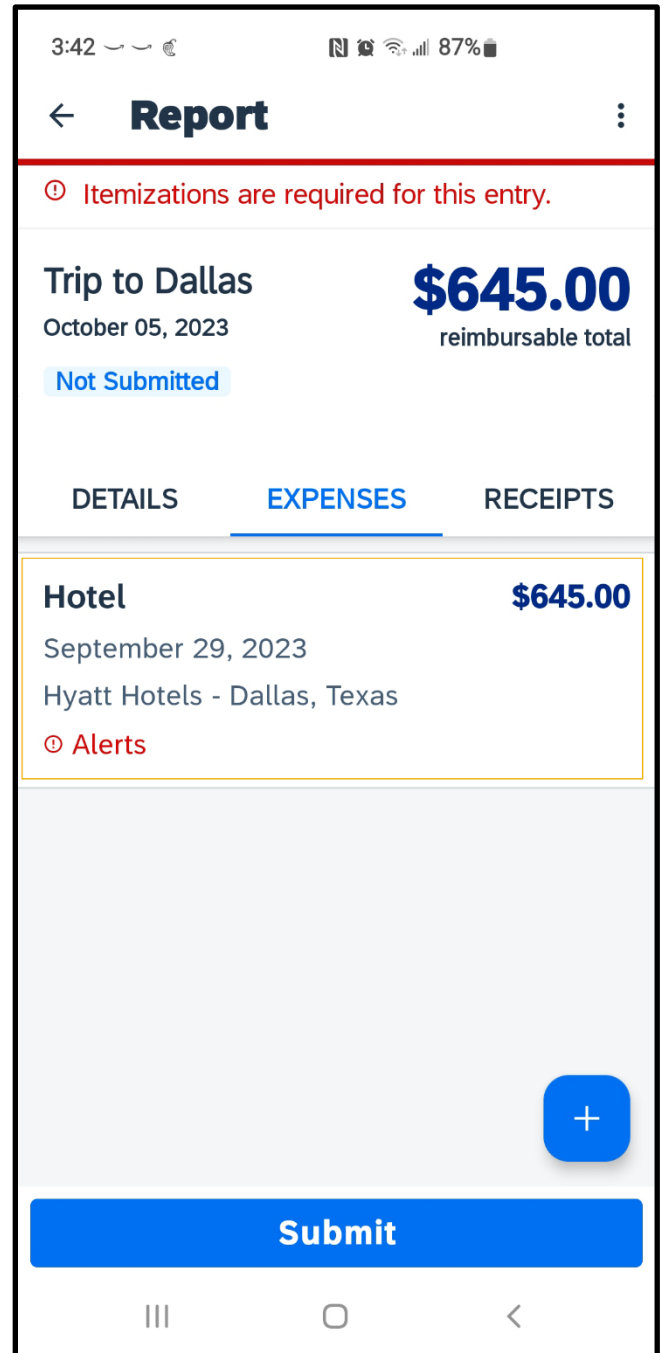 3:42 87%
Report
Itemizations are required for this entry.
Trip to Dallas $645.00
October 05, 2023 reimbursable total
Not Submitted
DETAILS EXPENSES RECEIPTS
Hotel $645.00
September 29, 2023
Hyatt Hotels - Dallas, Texas
Alerts
Submit